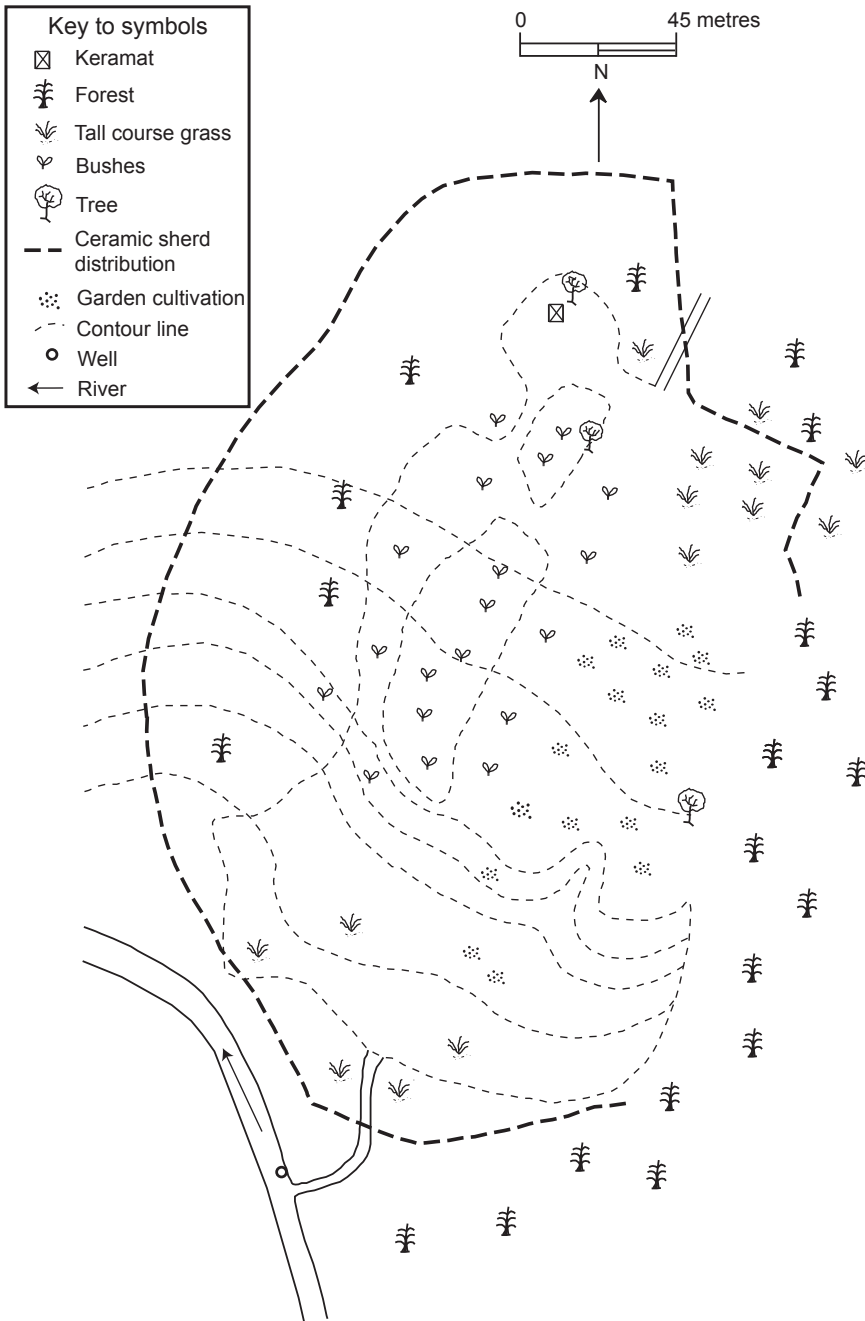 Key to symbols
Keramat
Forest
Tall course grass
Bushes
Tree
Ceramic sherd
distribution
Garden cultivation
Contour line
Well
River
0 45 metres
N